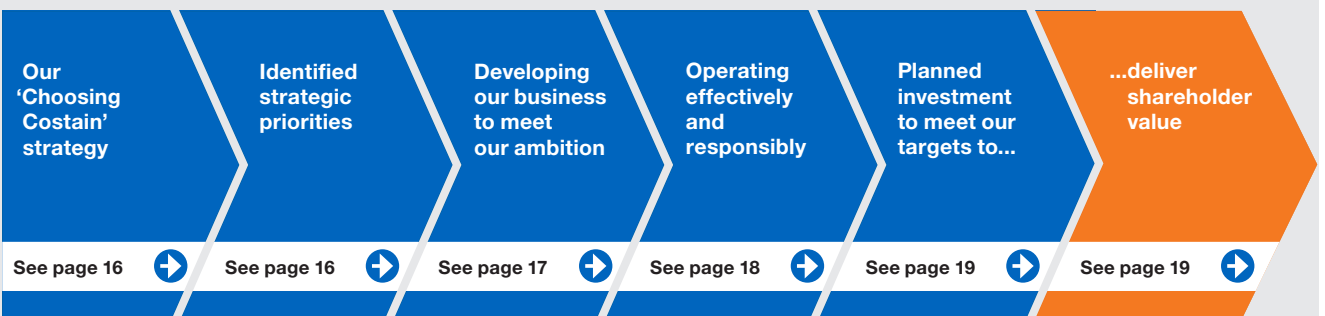 Our
‘Choosing
Costain’
strategy
See page 16
Identified
strategic
priorities
See page 16
Developing
our business
to meet
our ambition
See page 17
Operating
effectively
and
responsibly
See page 18
Planned
investment
to meet our
targets to...
See page 19
...deliver
shareholder
value
See page 19